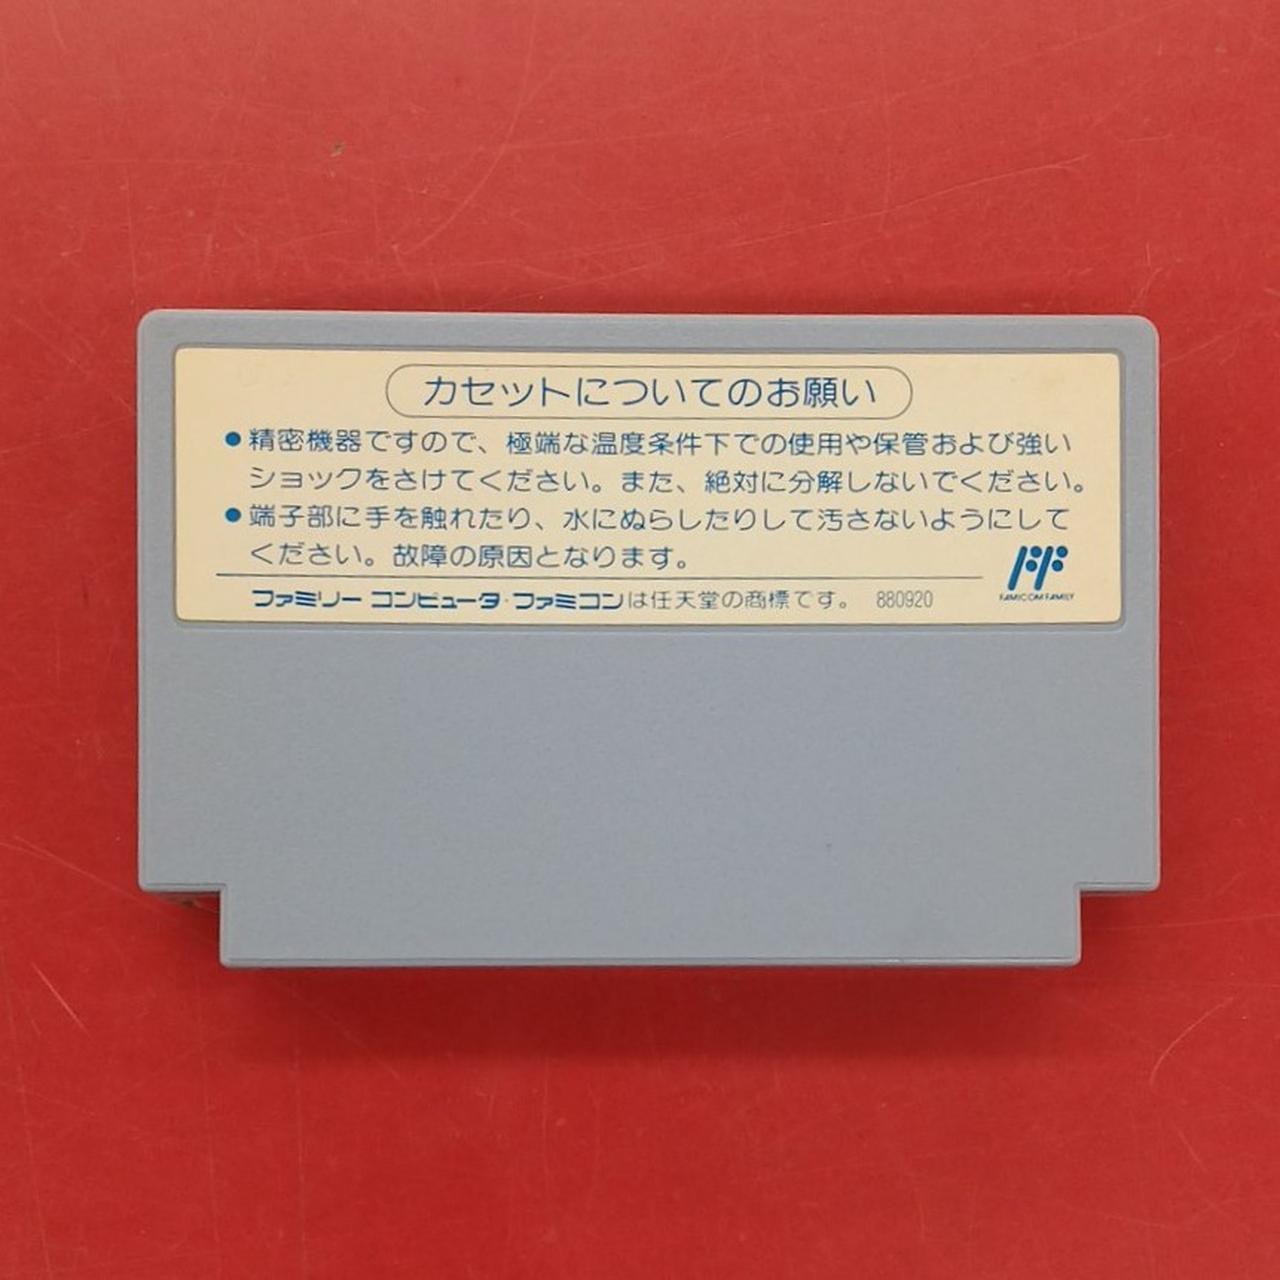 カセットについてのお願い
●精密機器ですので、極端な温度条件下での使用や保管および強い
ショックをさけてください。また、絶対に分解しないでください。
●端子部に手を触れたり、水にぬらしたりして汚さないようにして
ください。故障の原因となります。
ファミリー コンピュータ・ファミコンは任天堂の商標です。 880920
FF
FAMICOM FAMILY